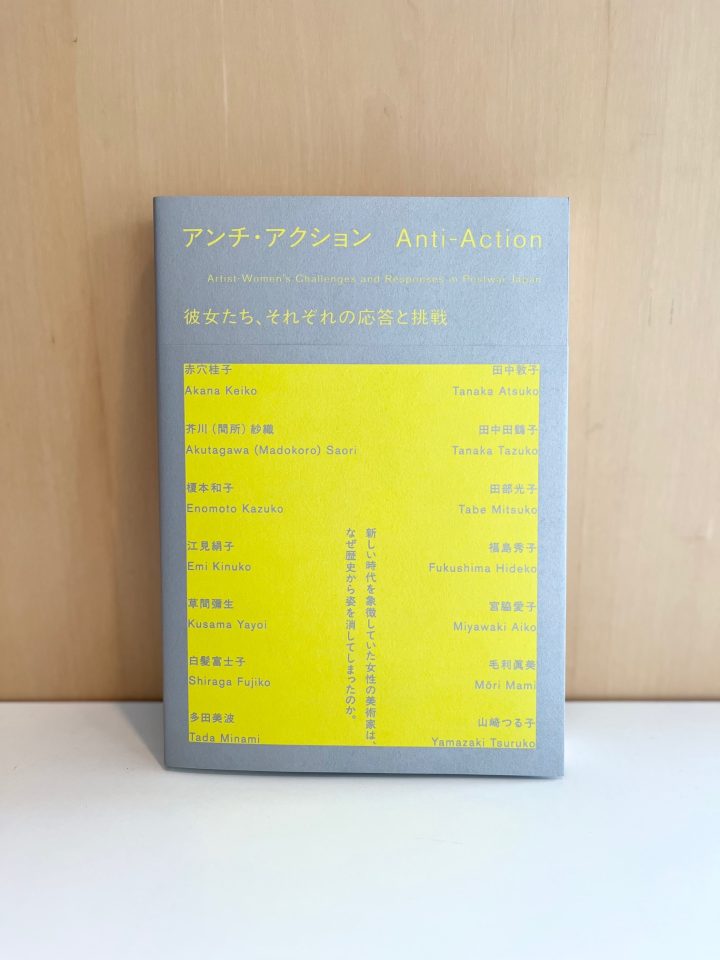 アンチ・アクション Anti-Action
Artist-Women's Challenges and Responses in Postwar Japan
彼女たち、それぞれの応答と挑戦
赤穴桂子
Akana Keiko
芥川（間所）紗織
Akutagawa (Madokoro) Saori
榎本和子
Enomoto Kazuko
江見絹子
Emi Kinuko
草間彌生
Kusama Yayoi
白髪富士子
Shiraga Fujiko
多田美波
Tada Minami
新しい時代を象徴していた女性の美術家は、
なぜ歴史から姿を消してしまったのか。
田中敦子
Tanaka Atsuko
田中田鶴子
Tanaka Tazuko
田部光子
Tabe Mitsuko
福島秀子
Fukushima Hideko
宮脇愛子
Miyawaki Aiko
毛利眞美
Mōri Mami
山崎つる子
Yamazaki Tsuruko